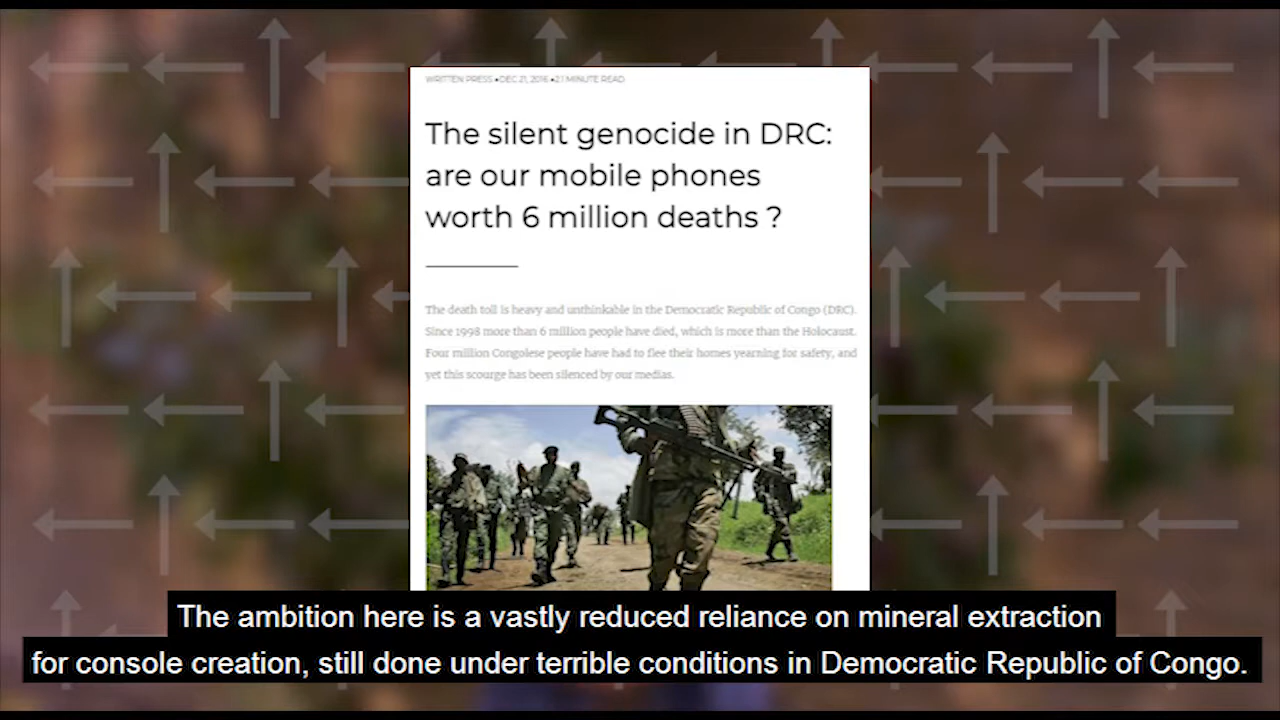 WRITTEN PRESS • DEC 21, 2016 • 21 MINUTE READ
The silent genocide in DRC:
are our mobile phones
worth 6 million deaths ?
The death toll is heavy and unthinkable in the Democratic Republic of Congo (DRC).
Since 1998 more than 6 million people have died, which is more than the Holocaust.
Four million Congolese people have had to flee their homes yearning for safety, and
yet this scourge has been silenced by our medias.
The ambition here is a vastly reduced reliance on mineral extraction
for console creation, still done under terrible conditions in Democratic Republic of Congo.